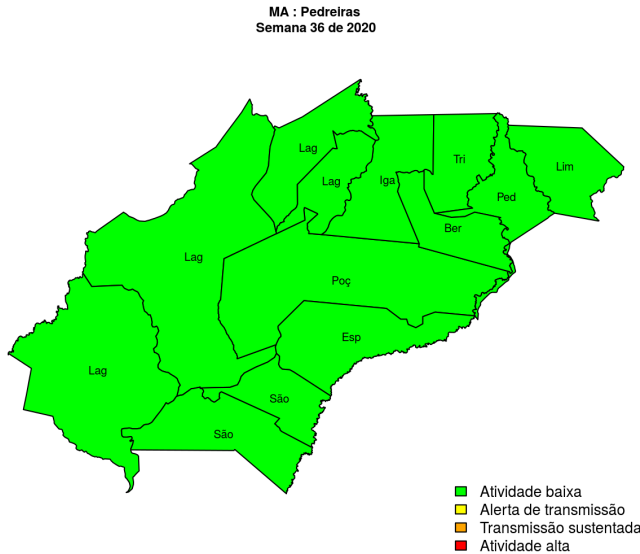 MA : Pedreiras
Semana 36 de 2020
Lag
Lag
Iga
Tri
Lim
Ped
Ber
Lag
Poç
Esp
Lag
São
São
Atividade baixa
Alerta de transmissão
Transmissão sustentada
Atividade alta